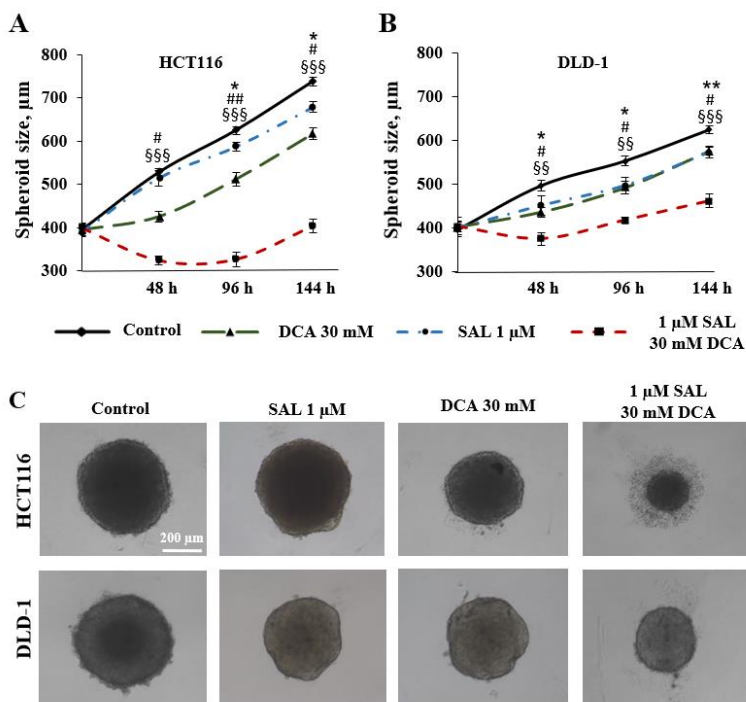 A
HCT116
Spheroid size, µm
800
700
600
500
400
300
#
§§§
*
##
§§§
*
#
§§§
48 h
96 h
144 h
B
DLD-1
Spheroid size, µm
800
700
600
500
400
300
*
#
§§
*
#
§§
**
#
§§§
48 h
96 h
144 h
Control
DCA 30 mM
SAL 1 µM
1 µM SAL
30 mM DCA
C
Control
SAL 1 µM
DCA 30 mM
1 µM SAL
30 mM DCA
HCT116
200 µm
DLD-1